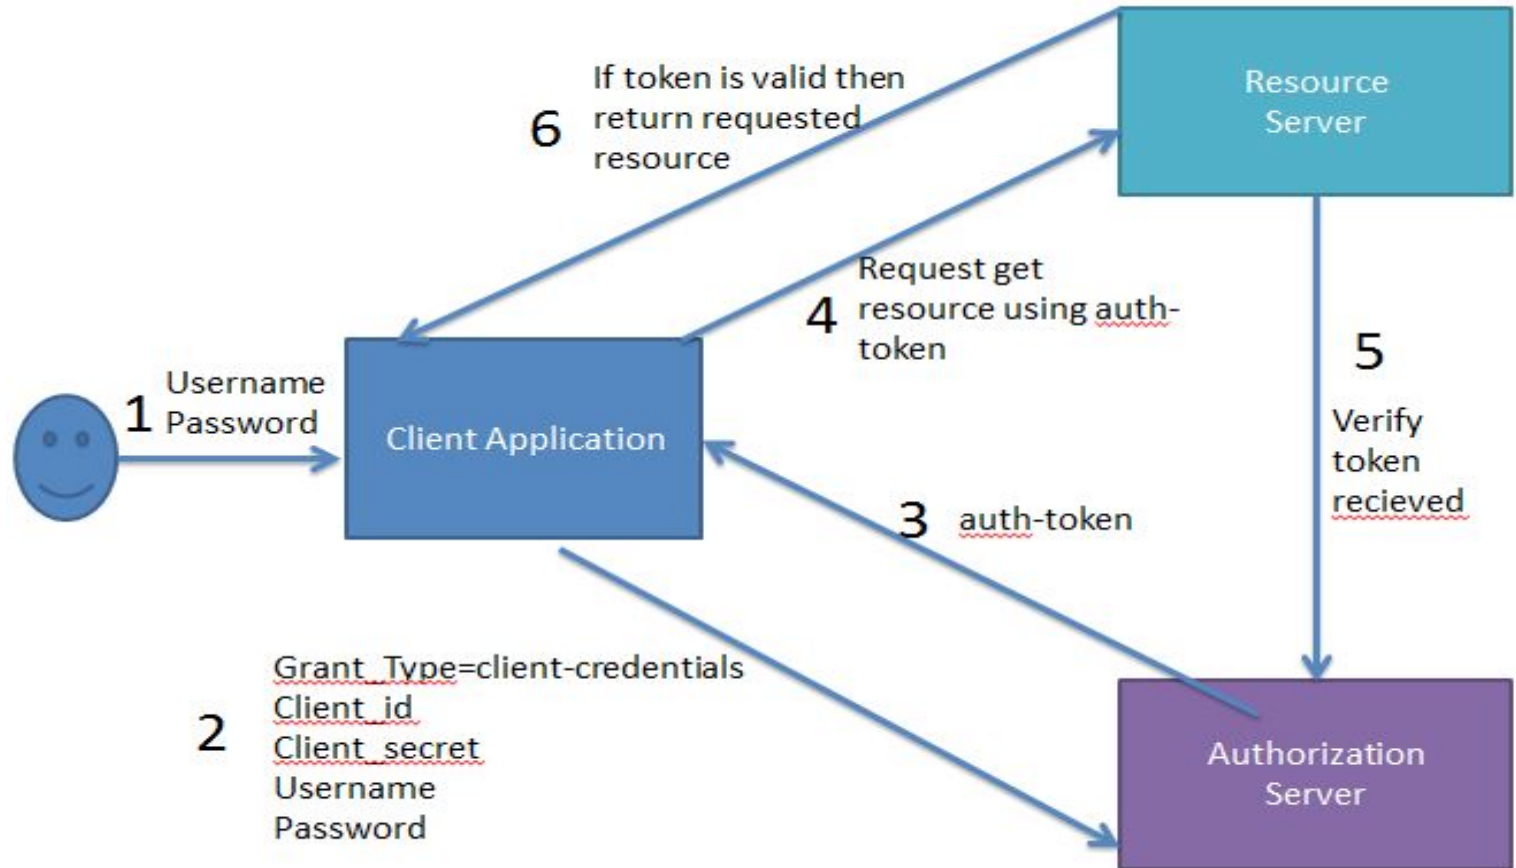 If token is valid then
return requested
resource
6
Resource
Server
Request get
resource using auth-
token
4
5
Verify
token
recieved
1
Username
Password
Client Application
3
auth-token
2
Grant_Type=client-credentials
Client_id
Client_secret
Username
Password
Authorization
Server